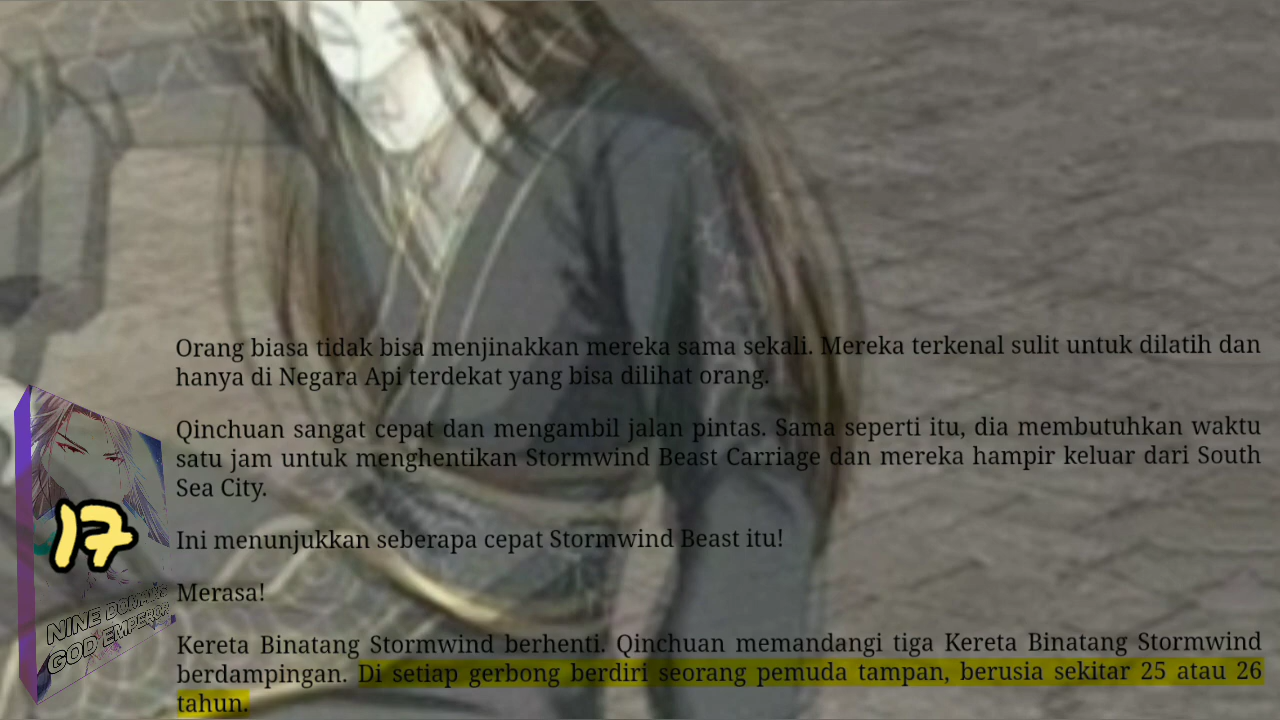 Orang biasa tidak bisa menjinakkan mereka sama sekali. Mereka terkenal sulit untuk dilatih dan
hanya di Negara Api terdekat yang bisa dilihat orang.
Qinchuan sangat cepat dan mengambil jalan pintas. Sama seperti itu, dia membutuhkan waktu
satu jam untuk menghentikan Stormwind Beast Carriage dan mereka hampir keluar dari South
Sea City.
Ini menunjukkan seberapa cepat Stormwind Beast itu!
Merasa!
Kereta Binatang Stormwind berhenti. Qinchuan memandangi tiga Kereta Binatang Stormwind
berdampingan. Di setiap gerbong berdiri seorang pemuda tampan, berusia sekitar 25 atau 26
tahun.
17
NINE DOMAINS
GOD EMPEROR